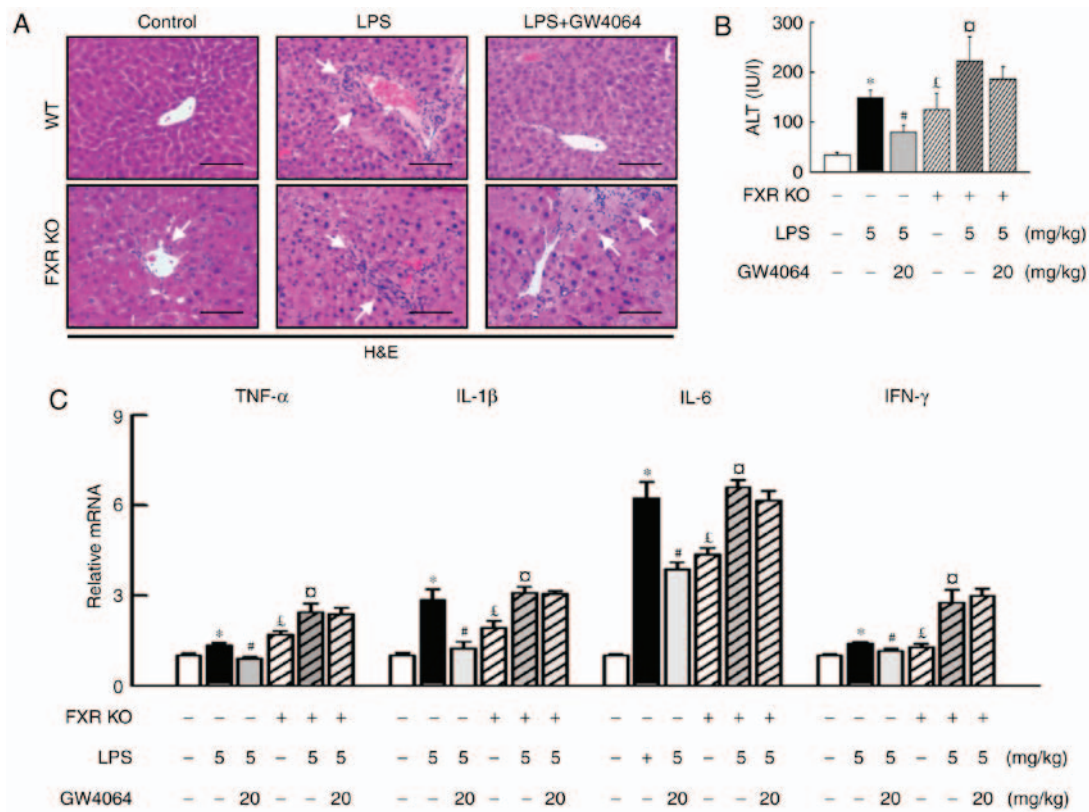 A
Control
LPS
LPS+GW4064
WT
FXR KO
H&E
B
ALT (IU/l)
300
200
100
0
*
#
£
¤
FXR KO – – – + + +
LPS – 5 5 – 5 5 (mg/kg)
GW4064 – – 20 – – 20 (mg/kg)
C
TNF-α IL-1β IL-6 IFN-γ
Relative mRNA
9
6
3
0
* # £ ¤ * # £ ¤ * # £ ¤ * # £ ¤
FXR KO – – – + + + – – – + + + – – – + + + – – – + + +
LPS – 5 5 – 5 5 – 5 5 – 5 5 – + 5 – 5 5 – 5 5 – 5 5 (mg/kg)
GW4064 – – 20 – – 20 – – 20 – – 20 – – 20 – – 20 – – 20 – – 20 (mg/kg)